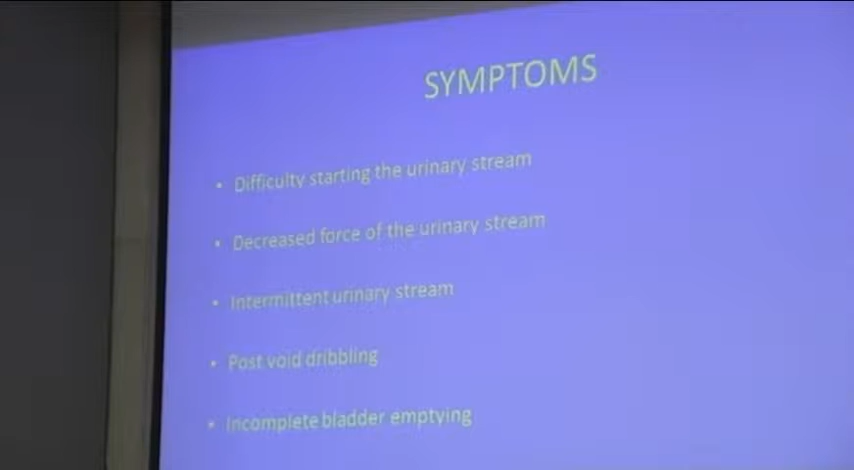 SYMPTOMS
• Difficulty starting the urinary stream
• Decreased force of the urinary stream
• Intermittent urinary stream
• Post void dribbling
• Incomplete bladder emptying